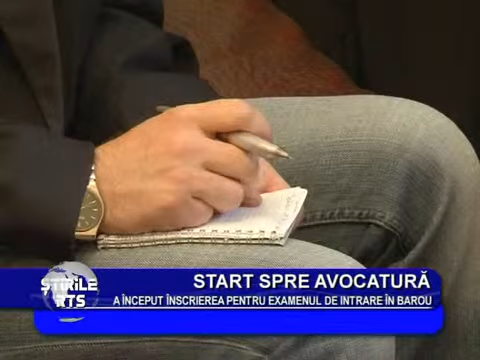 START SPRE AVOCATURĂ
A ÎNCEPUT ÎNSCRIEREA PENTRU EXAMENUL DE INTRARE ÎN BAROU
ȘTIRILE
RTS